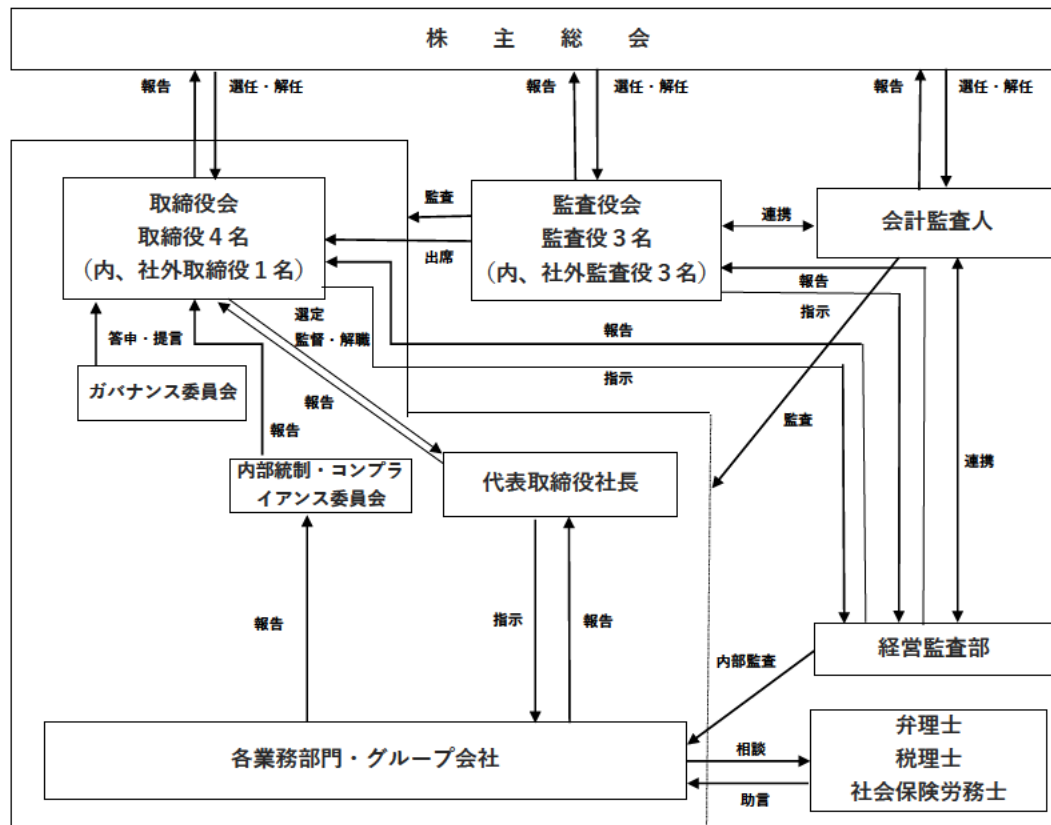 株 主 総 会
報告
選任・解任
報告
選任・解任
報告
選任・解任
取締役会
取締役4名
(内、社外取締役1名)
監査
出席
監査役会
監査役3名
(内、社外監査役3名)
連携
会計監査人
報告
指示
選定
監督・解職
報告
指示
答申・提言
ガバナンス委員会
報告
報告
監査
連携
内部統制・コンプラ
イアンス委員会
代表取締役社長
報告
指示
報告
経営監査部
内部監査
各業務部門・グループ会社
相談
助言
弁理士
税理士
社会保険労務士